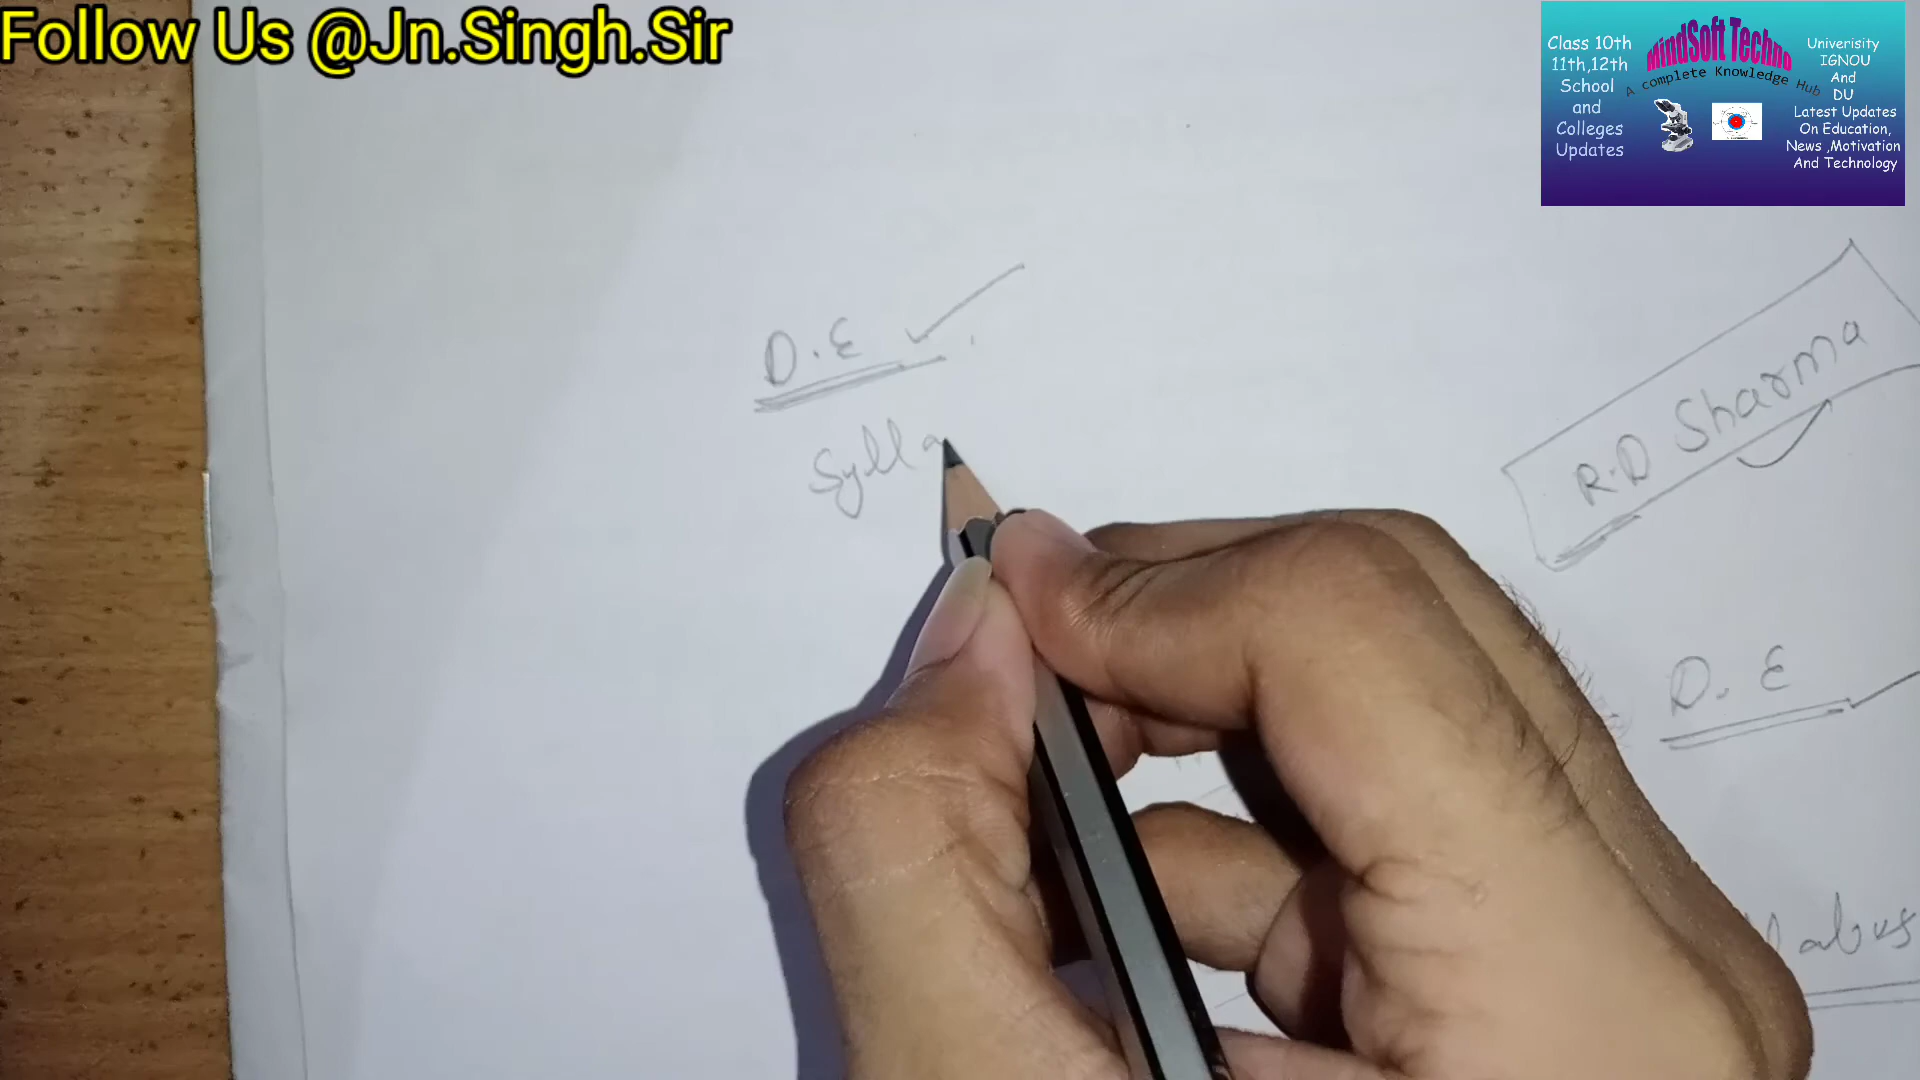 Follow Us @Jn.Singh.Sir
Class 10th
11th,12th
School
and
Colleges
Updates
MindSoft Techno
A complete Knowledge Hub
Univerisity
IGNOU
And
DU
Latest Updates
On Education,
News ,Motivation
And Technology
D.E
Sylla
R.D Sharma
D. E
labus